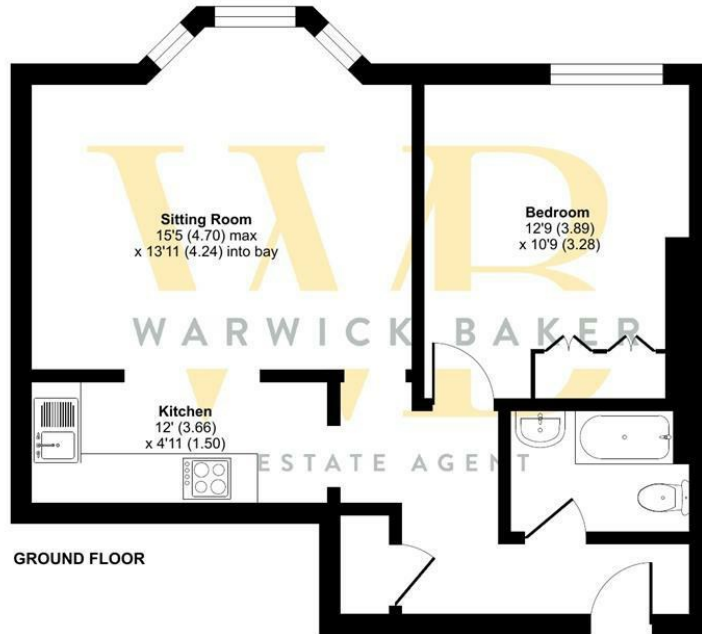 WB
Sitting Room
15'5 (4.70) max
x 13'11 (4.24) into bay
Bedroom
12'9 (3.89)
x 10'9 (3.28)
WARWICK BAKER
Kitchen
12' (3.66)
x 4'11 (1.50)
ESTATE AGENT
GROUND FLOOR